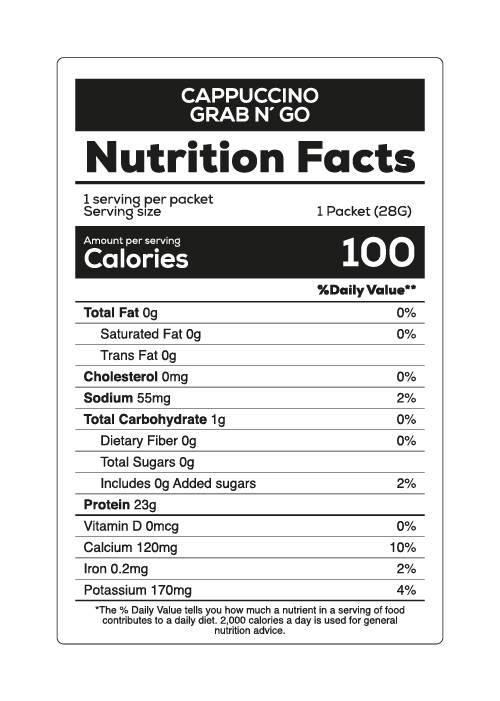 CAPPUCCINO
GRAB N´ GO
Nutrition Facts
1 serving per packet
Serving size 1 Packet (28G)
Amount per serving
Calories 100
%Daily Value**
Total Fat 0g 0%
Saturated Fat 0g 0%
Trans Fat 0g
Cholesterol 0mg 0%
Sodium 55mg 2%
Total Carbohydrate 1g 0%
Dietary Fiber 0g 0%
Total Sugars 0g
Includes 0g Added sugars 2%
Protein 23g
Vitamin D 0mcg 0%
Calcium 120mg 10%
Iron 0.2mg 2%
Potassium 170mg 4%
*The % Daily Value tells you how much a nutrient in a serving of food
contributes to a daily diet. 2,000 calories a day is used for general
nutrition advice.